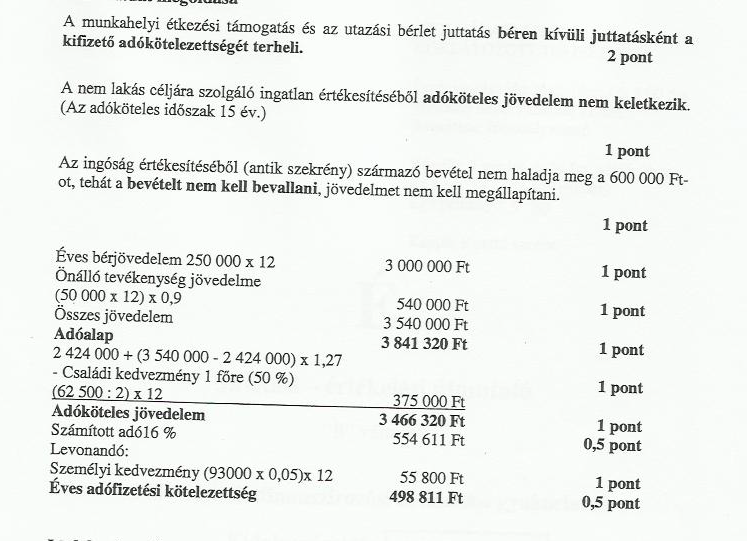 megoldása
A munkahelyi étkezési támogatás és az utazási bérlet juttatás béren kívüli juttatásként a
kifizető adókötelezettségét terheli.
2 pont
A nem lakás céljára szolgáló ingatlan értékesítéséből adóköteles jövedelem nem keletkezik.
(Az adóköteles időszak 15 év.)
1 pont
Az ingóság értékesítéséből (antik szekrény) származó bevétel nem haladja meg a 600 000 Ft-
ot, tehát a bevételt nem kell bevallani, jövedelmet nem kell megállapítani.
1 pont
Éves bérjövedelem 250 000 x 12 3 000 000 Ft 1 pont
Önálló tevékenység jövedelme
(50 000 x 12) x 0,9 540 000 Ft 1 pont
Összes jövedelem 3 540 000 Ft
Adóalap 3 841 320 Ft 1 pont
2 424 000 + (3 540 000 - 2 424 000) x 1,27
- Családi kedvezmény 1 főre (50 %) 1 pont
(62 500 : 2) x 12 375 000 Ft
Adóköteles jövedelem 3 466 320 Ft 1 pont
Számított adó16 % 554 611 Ft 0,5 pont
Levonandó:
Személyi kedvezmény (93000 x 0,05)x 12 55 800 Ft 1 pont
Éves adófizetési kötelezettség 498 811 Ft 0,5 pont